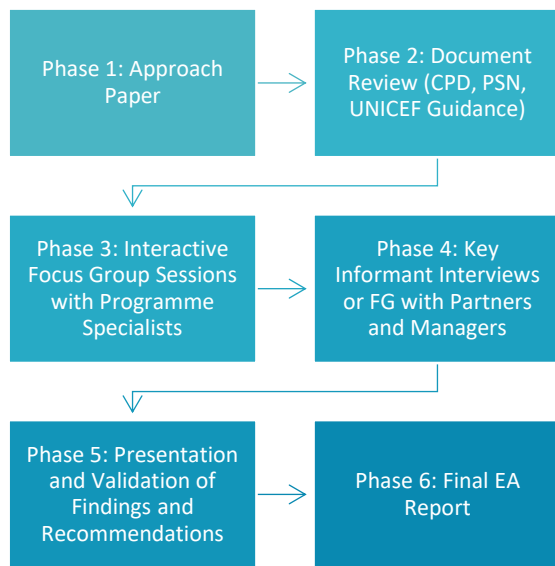 Phase 1: Approach
Paper
Phase 2: Document
Review (CPD, PSN,
UNICEF Guidance)
Phase 3: Interactive
Focus Group Sessions
with Programme
Specialists
Phase 4: Key
Informant Interviews
or FG with Partners
and Managers
Phase 5: Presentation
and Validation of
Findings and
Recommendations
Phase 6: Final EA
Report